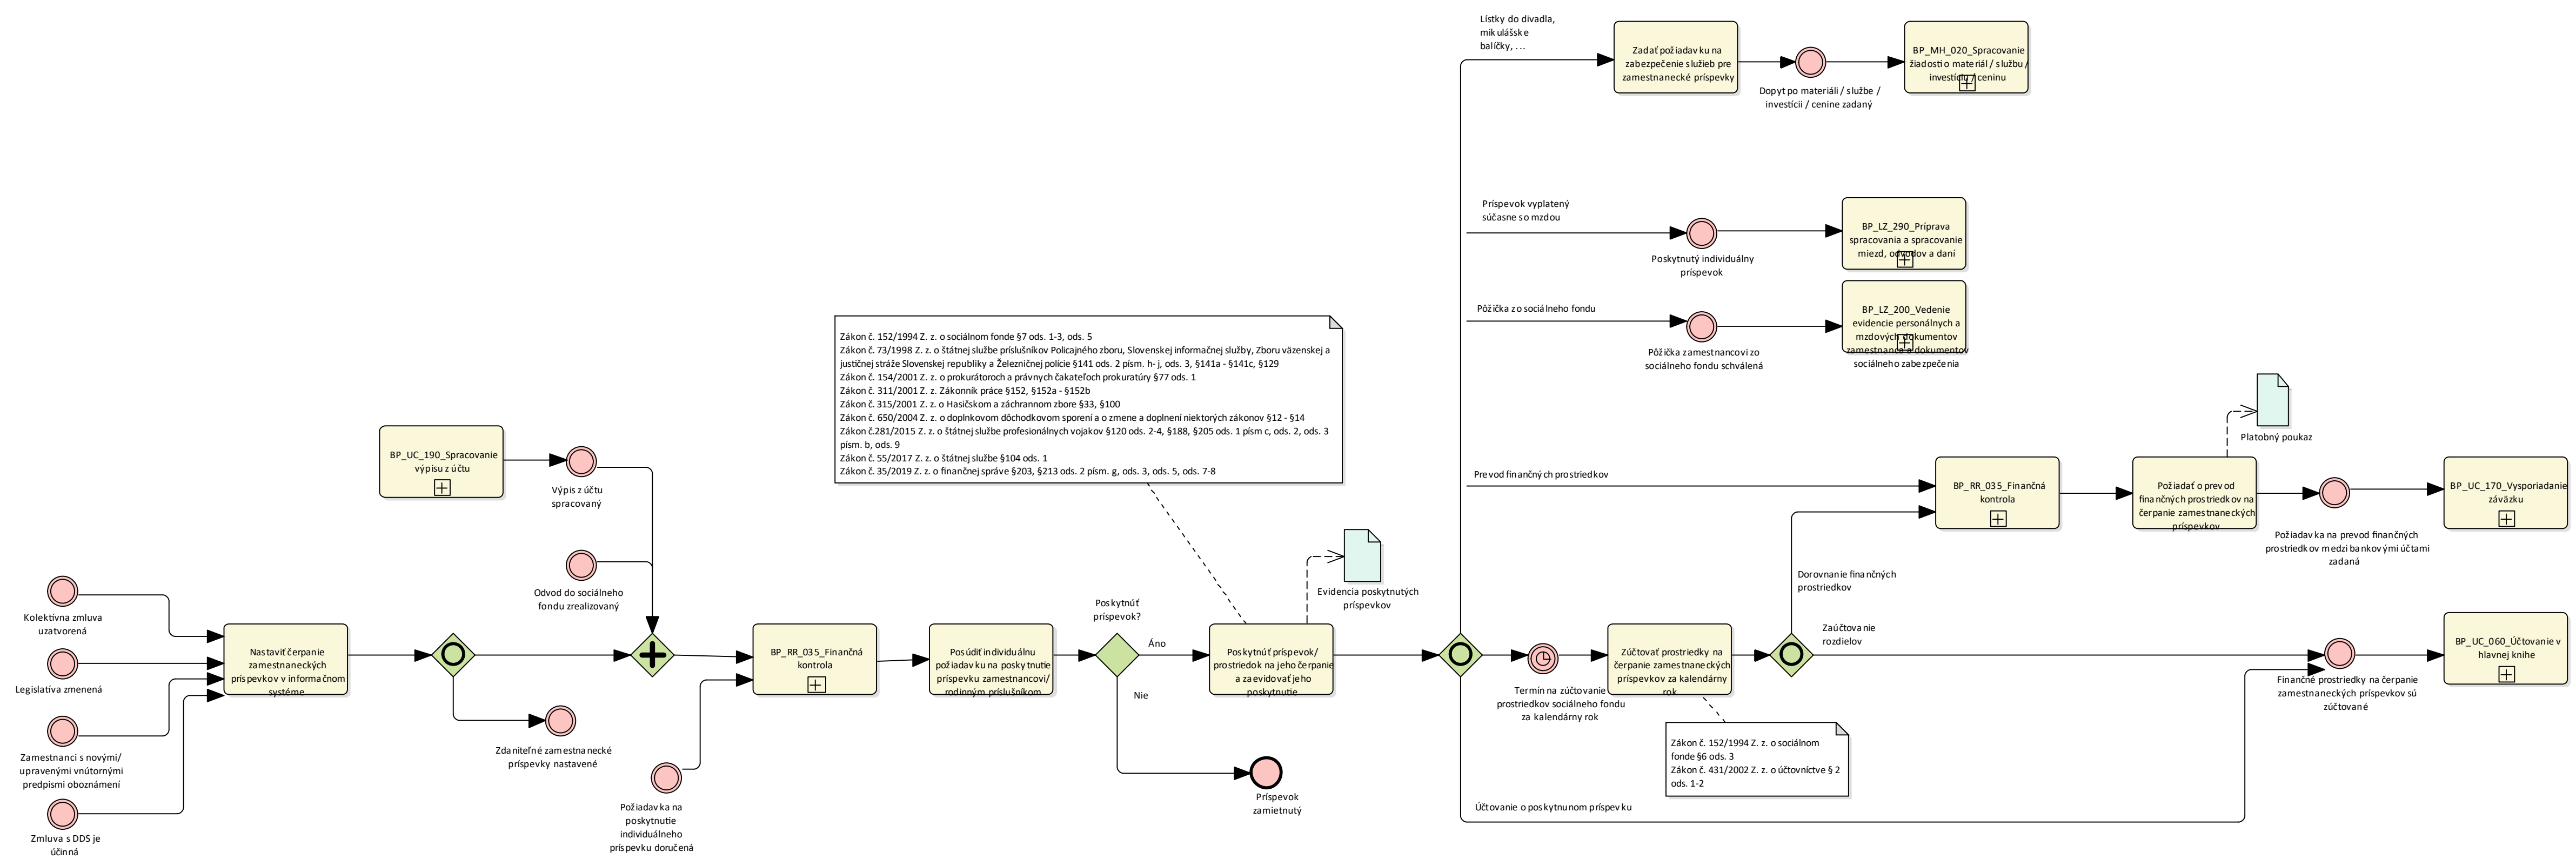 Lístky do divadla,
mikulášske
balíčky, ...
Zadať požiadavku na
zabezpečenie služieb pre
zamestnanecké príspevky
Dopyt po materiáli / službe /
investícii / cenine zadaný
BP_MH_020_Spracovanie
žiadosti o materiál / službu /
investíciu / ceninu
Príspevok vyplatený
súčasne so mzdou
Poskytnutý individuálny
príspevok
BP_LZ_290_Príprava
spracovania a spracovanie
miezd, odvodov a daní
Pôžička zo sociálneho fondu
Pôžička zamestnancovi zo
sociálneho fondu schválená
BP_LZ_200_Vedenie
evidencie personálnych a
mzdových dokumentov
zamestnanca a dokumentov
sociálneho zabezpečenia
Zákon č. 152/1994 Z. z. o sociálnom fonde §7 ods. 1-3, ods. 5
Zákon č. 73/1998 Z. z. o štátnej službe príslušníkov Policajného zboru, Slovenskej informačnej služby, Zboru väzenskej a
justičnej stráže Slovenskej republiky a Železničnej polície §141 ods. 2 písm. h- j, ods. 3, §141a - §141c, §129
Zákon č. 154/2001 Z. z. o prokurátoroch a právnych čakateľoch prokuratúry §77 ods. 1
Zákon č. 311/2001 Z. z. Zákonník práce §152, §152a - §152b
Zákon č. 315/2001 Z. z. o Hasičskom a záchrannom zbore §33, §100
Zákon č. 650/2004 Z. z. o doplnkovom dôchodkovom sporení a o zmene a doplnení niektorých zákonov §12 - §14
Zákon č.281/2015 Z. z. o štátnej službe profesionálnych vojakov §120 ods. 2-4, §188, §205 ods. 1 písm c, ods. 2, ods. 3
písm. b, ods. 9
Zákon č. 55/2017 Z. z. o štátnej službe §104 ods. 1
Zákon č. 35/2019 Z. z. o finančnej správe §203, §213 ods. 2 písm. g, ods. 3, ods. 5, ods. 7-8
Platobný poukaz
BP_UC_190_Spracovanie
výpisu z účtu
Výpis z účtu
spracovaný
Prevod finančných prostriedkov
BP_RR_035_Finančná
kontrola
Požiadať o prevod
finančných prostriedkov na
čerpanie zamestnaneckých
príspevkov
Požiadavka na prevod finančných
prostriedkov medzi bankovými účtami
zadaná
BP_UC_170_Vysporiadanie
záväzku
Odvod do sociálneho
fondu zrealizovaný
Evidencia poskytnutých
príspevkov
Dorovnanie finančných
prostriedkov
Kolektívna zmluva
uzatvorená
Legislatíva zmenená
Zamestnanci s novými/
upravenými vnútornými
predpismi oboznámení
Zmluva s DDS je
účinná
Nastaviť čerpanie
zamestnaneckých
príspevkov v informačnom
systéme
Zdaniteľné zamestnanecké
príspevky nastavené
Požiadavka na
poskytnutie
individuálneho
príspevku doručená
BP_RR_035_Finančná
kontrola
Posúdiť individuálnu
požiadavku na poskytnutie
príspevku zamestnancovi/
rodinným príslušníkom
Poskytnúť
príspevok?
Áno
Nie
Príspevok
zamietnutý
Poskytnúť príspevok/
prostriedok na jeho čerpanie
a zaevidovať jeho
poskytnutie
Termín na zúčtovanie
prostriedkov sociálneho fondu
za kalendárny rok
Zúčtovať prostriedky na
čerpanie zamestnaneckých
príspevkov za kalendárny
rok
Zaúčtovanie
rozdielov
Finančné prostriedky na čerpanie
zamestnaneckých príspevkov sú
zúčtované
BP_UC_060_Účtovanie v
hlavnej knihe
Zákon č. 152/1994 Z. z. o sociálnom
fonde §6 ods. 3
Zákon č. 431/2002 Z. z. o účtovníctve § 2
ods. 1-2
Účtovanie o poskytnunom príspevku